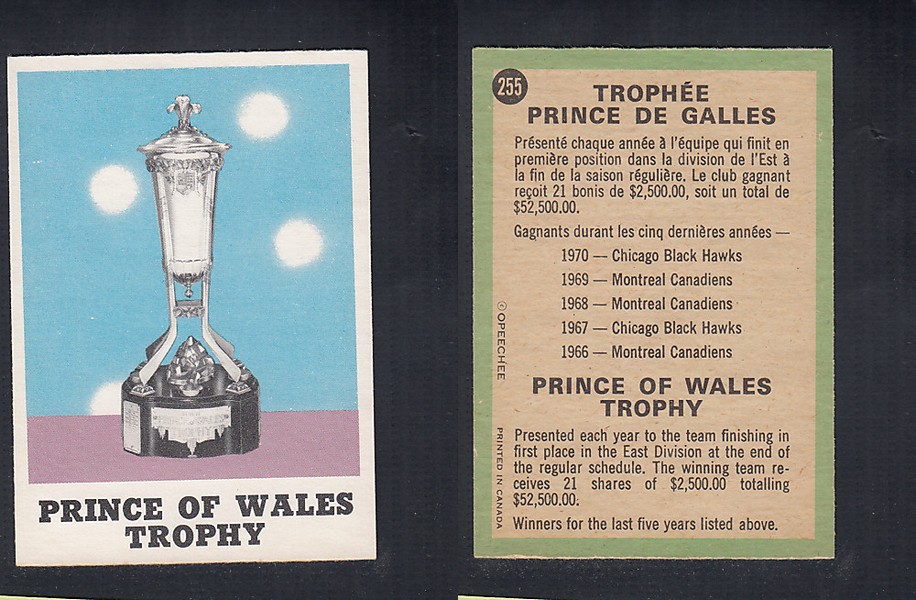 PRINCE OF WALES
TROPHY
255
TROPHÉE
PRINCE DE GALLES
Présenté chaque année à l'équipe qui finit en
première position dans la division de l'Est à
la fin de la saison régulière. Le club gagnant
reçoit 21 bonis de $2,500.00, soit un total de
$52,500.00.
Gagnants durant les cinq dernières années —
1970 — Chicago Black Hawks
1969 — Montreal Canadiens
1968 — Montreal Canadiens
1967 — Chicago Black Hawks
1966 — Montreal Canadiens
PRINCE OF WALES
TROPHY
Presented each year to the team finishing in
first place in the East Division at the end of
the regular schedule. The winning team re-
ceives 21 shares of $2,500.00 totalling
$52,500.00.
Winners for the last five years listed above.
© OPEECHEE
PRINTED IN CANADA